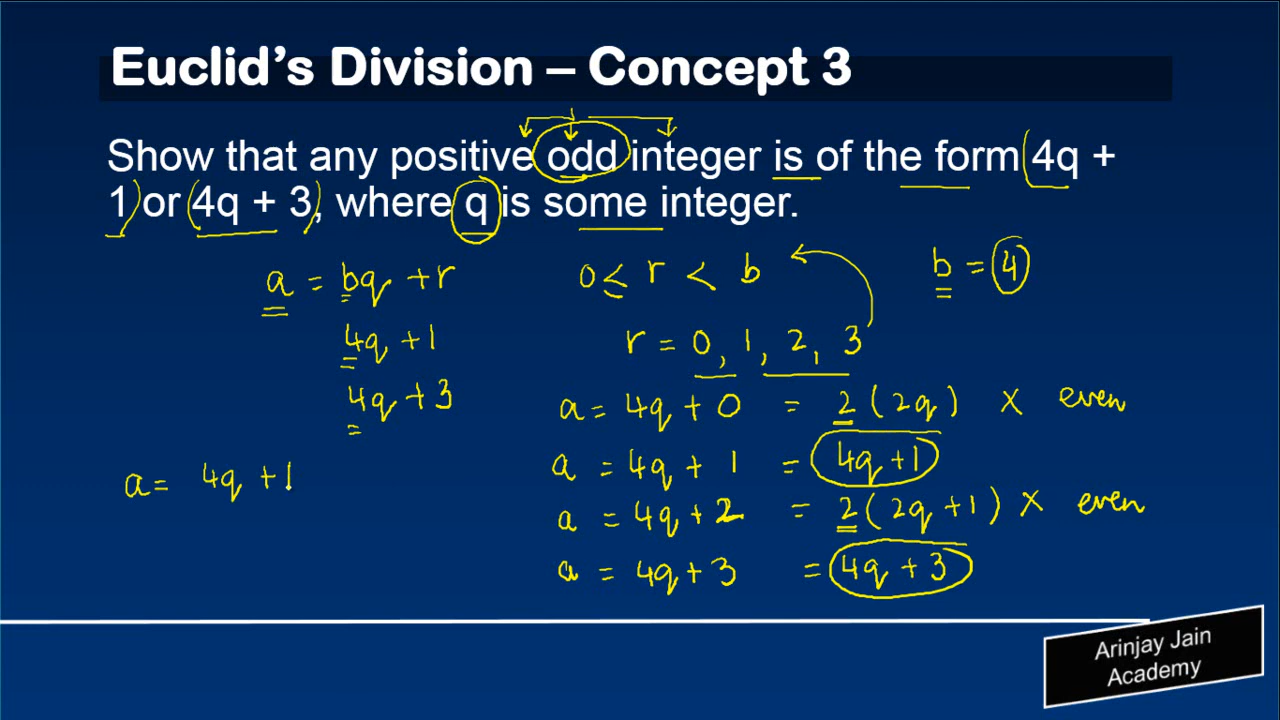 Euclid’s Division – Concept 3
Show that any positive odd integer is of the form 4q +
1 or 4q + 3, where q is some integer.
a = bq + r 0 ≤ r < b b = 4
4q + 1 r = 0, 1, 2, 3
4q + 3 a = 4q + 0 = 2 (2q) X even
a = 4q + 1 a = 4q + 1 = 4q + 1
a = 4q + 2 = 2 (2q + 1) X even
a = 4q + 3 = 4q + 3
Arinjay Jain
Academy